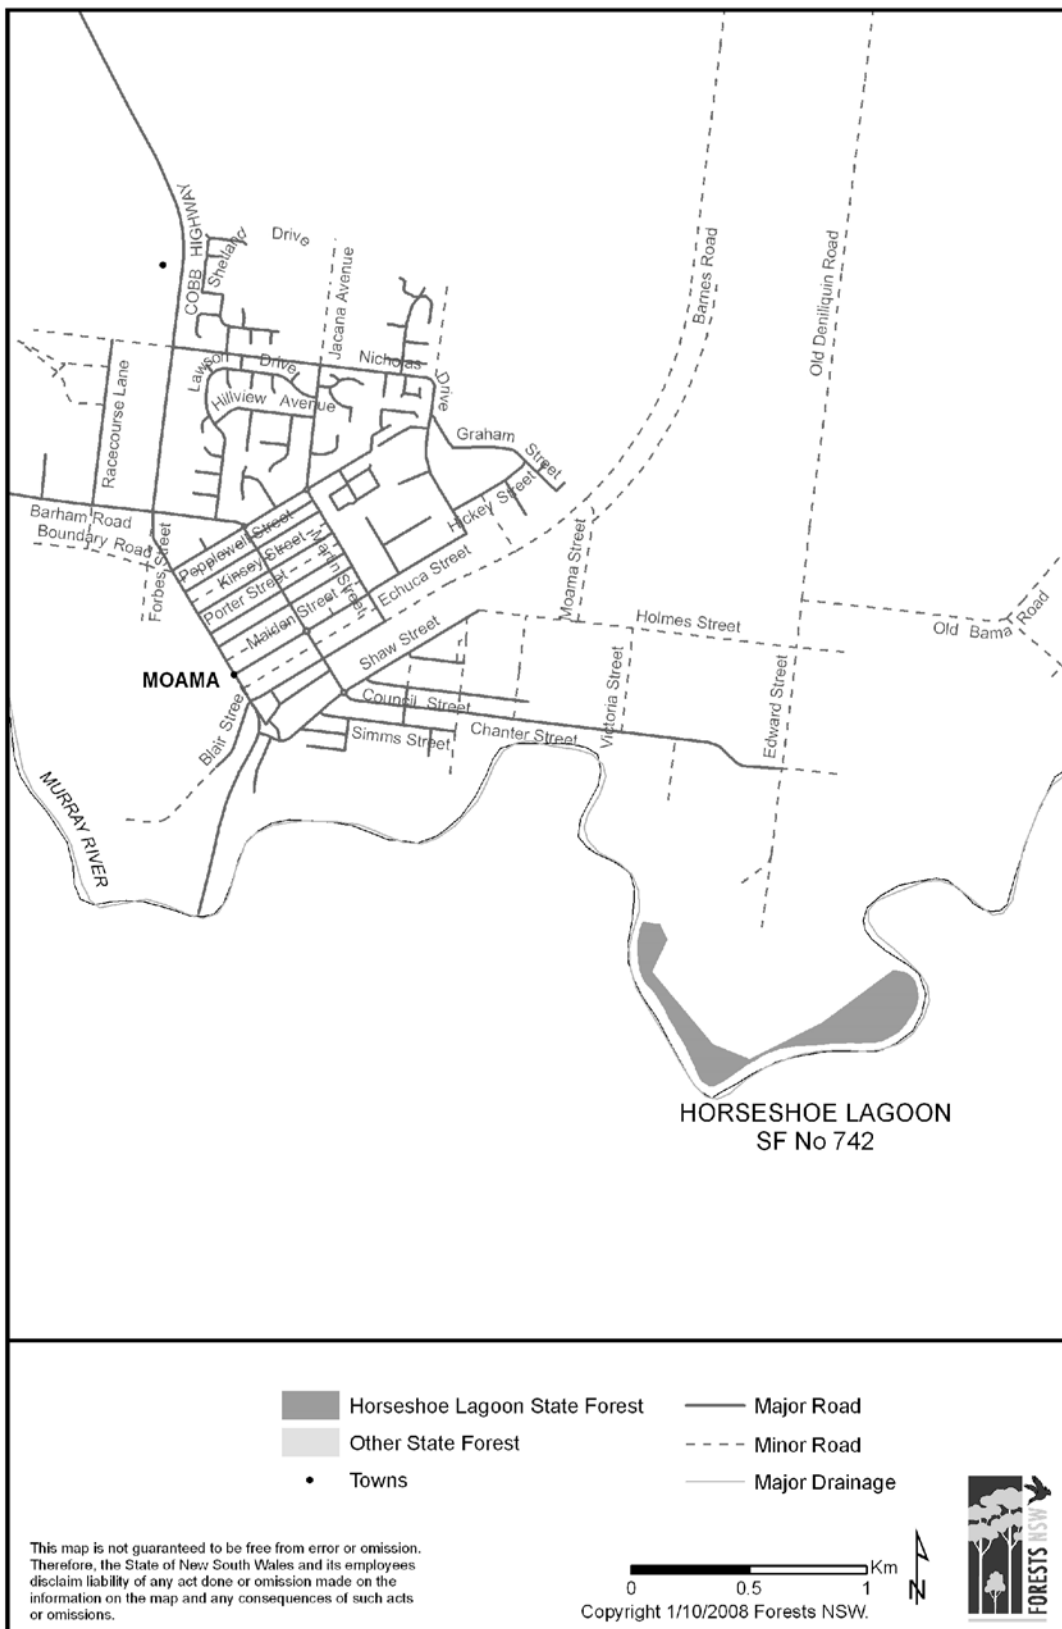 COBB HIGHWAY
Shetland
Drive
Jacana Avenue
Barnes Road
Old Deniliquin Road
Racecourse Lane
Lawson
Drive
Nicholas
Drive
Hillview Avenue
Graham
Street
Hickey Street
Barham Road
Boundary Road
Forbes Street
Pepplewell Street
Kinsey Street
Porter Street
Maiden Street
Martin Street
Echuca Street
Moama Street
Shaw Street
Holmes Street
Old Bama Road
MOAMA
Blair Stree
Council Street
Simms Street
Chanter Street
Victoria Street
Edward Street
MURRAY RIVER
HORSESHOE LAGOON
SF No 742
Horseshoe Lagoon State Forest
Other State Forest
Towns
Major Road
Minor Road
Major Drainage
This map is not guaranteed to be free from error or omission.
Therefore, the State of New South Wales and its employees
disclaim liability of any act done or omission made on the
information on the map and any consequences of such acts
or omissions.
Km
0 0.5 1
Copyright 1/10/2008 Forests NSW.
N
FORESTS NSW